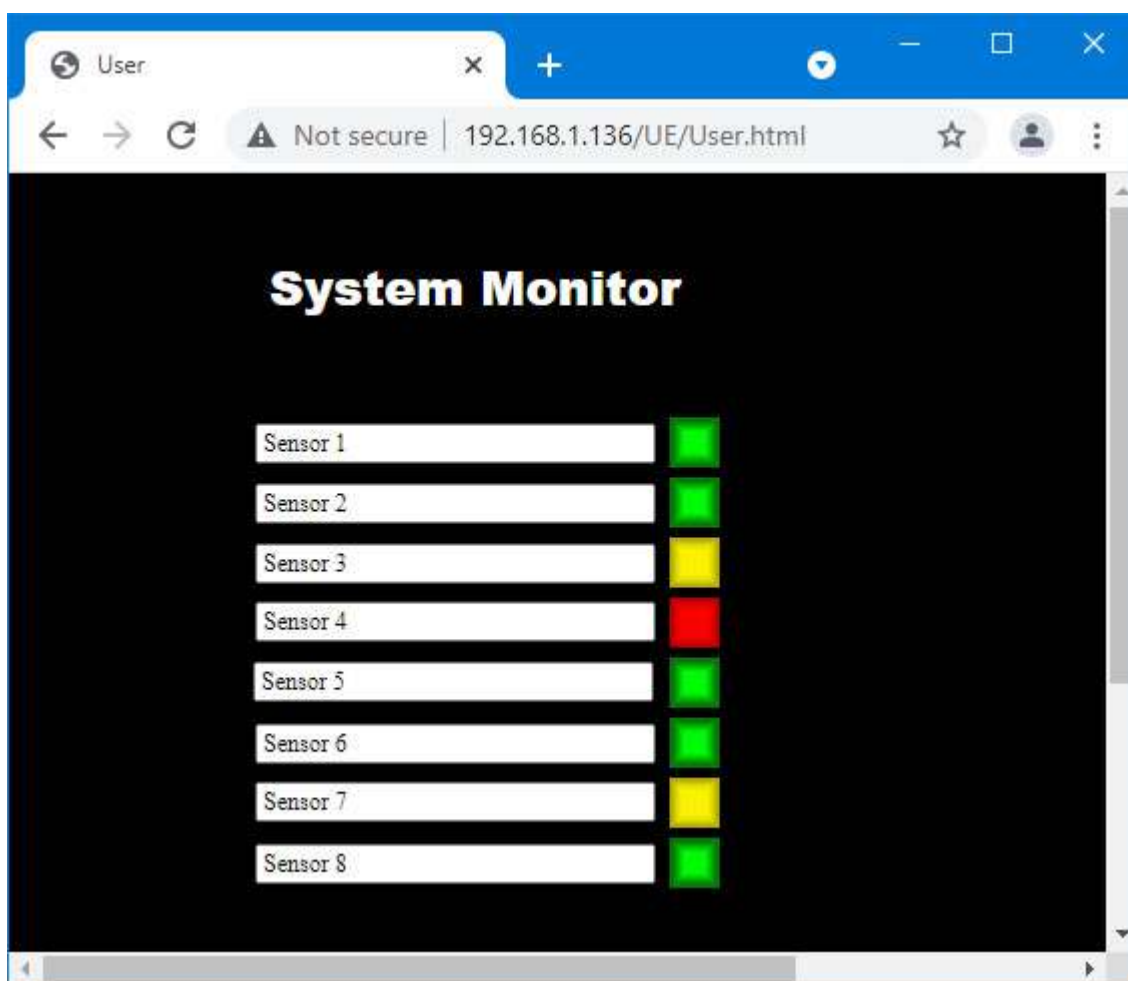 User
Not secure 192.168.1.136/UE/User.html
System Monitor
Sensor 1
Sensor 2
Sensor 3
Sensor 4
Sensor 5
Sensor 6
Sensor 7
Sensor 8